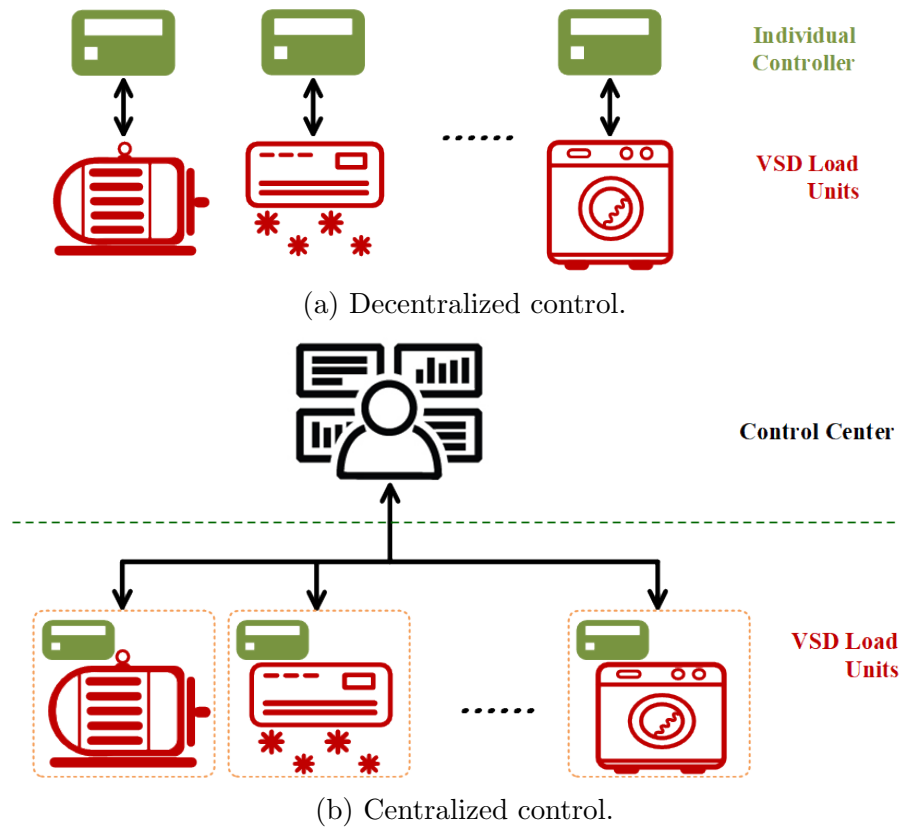 Individual
Controller
VSD Load
Units
(a) Decentralized control.
Control Center
VSD Load
Units
(b) Centralized control.